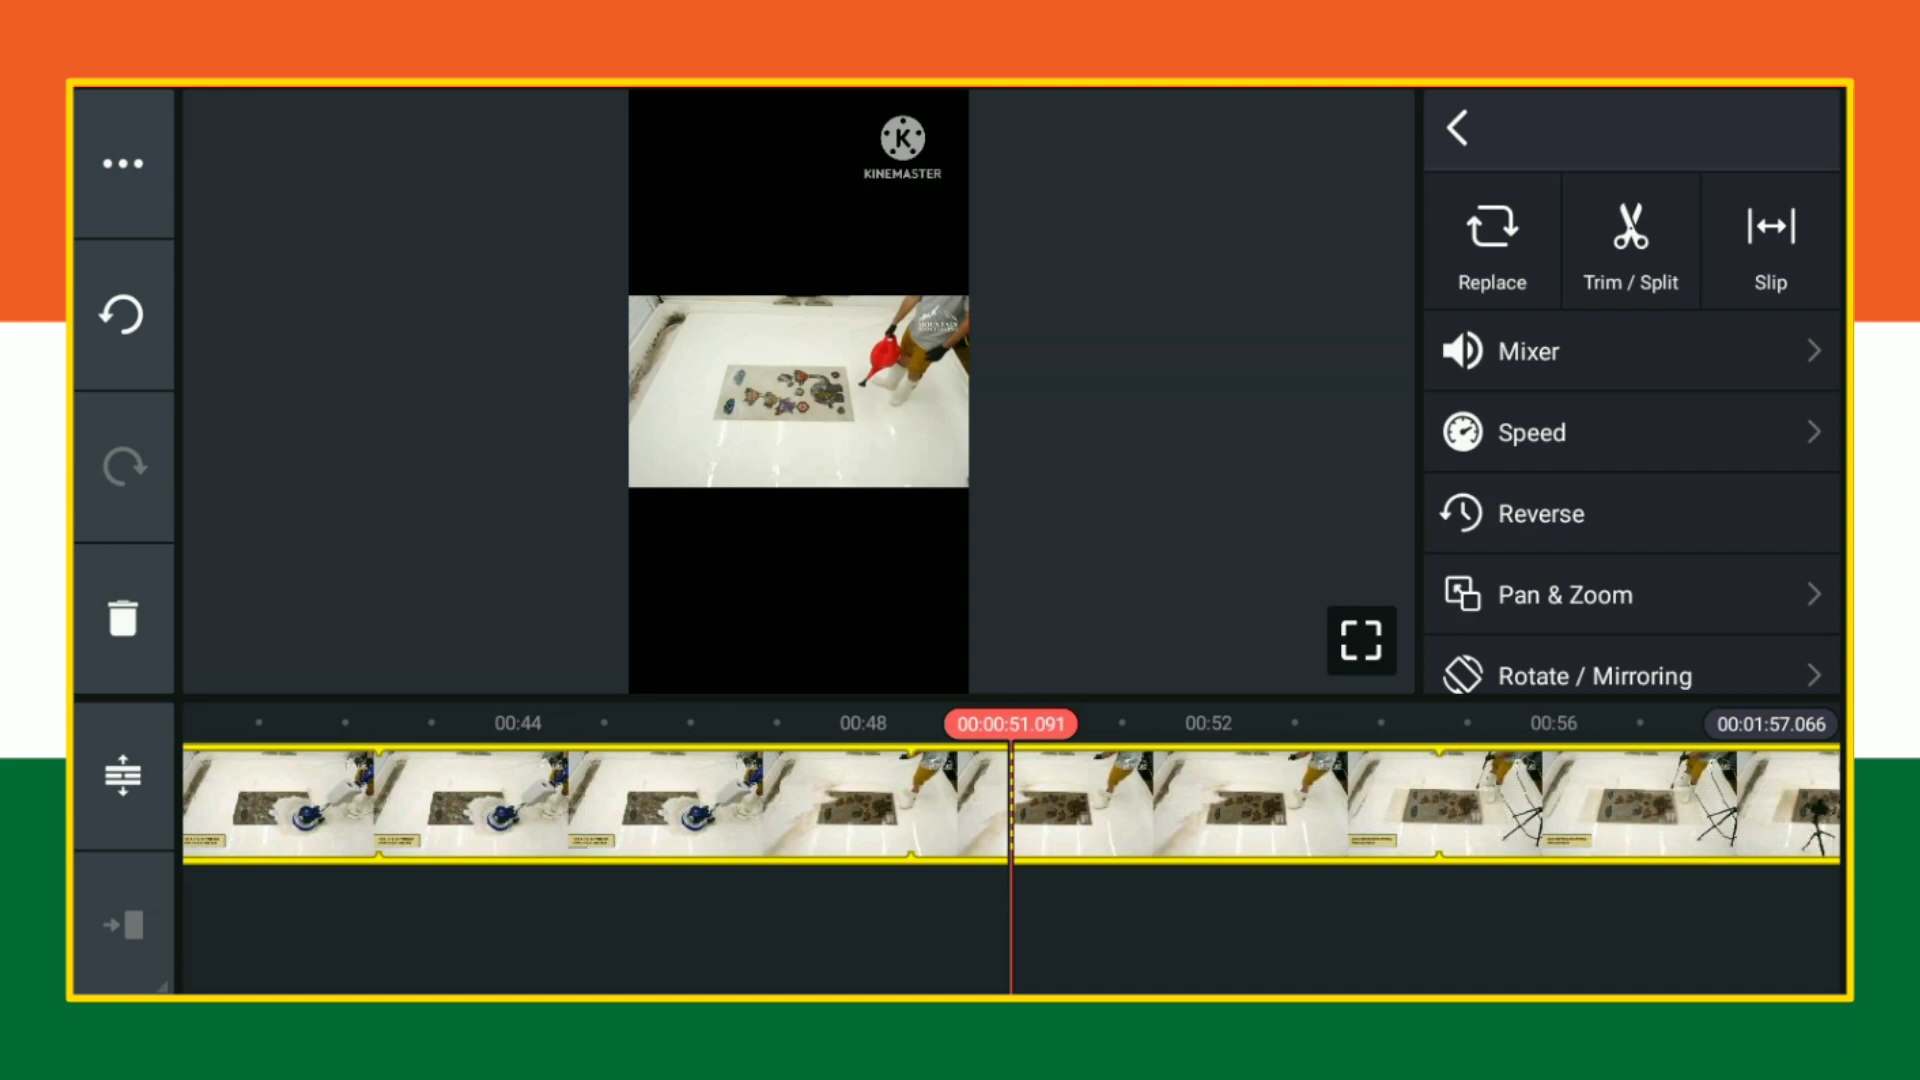 K
KINEMASTER
MOUNTAIN
Replace
Trim / Split
Slip
Mixer
Speed
Reverse
Pan & Zoom
Rotate / Mirroring
00:44
00:48
00:00:51.091
00:52
00:56
00:01:57.066